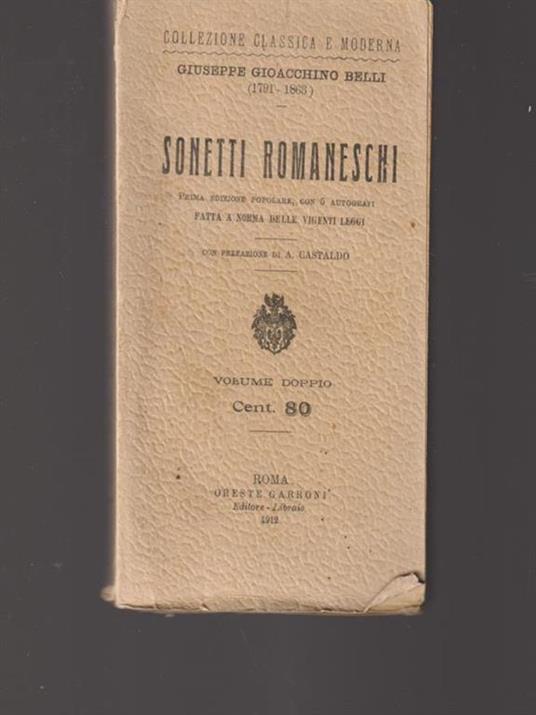 COLLEZIONE CLASSICA E MODERNA
GIUSEPPE GIOACCHINO BELLI
(1791-1863)
SONETTI ROMANESCHI
PRIMA EDIZIONE POPOLARE, CON 5 AUTOGRAFI
FATTA A NORMA DELLE VIGENTI LEGGI
CON PREFAZIONE DI A. CASTALDO
VOLUME DOPPIO
Cent. 80
ROMA
ORESTE GARRONI
Editore - Libraio
1912